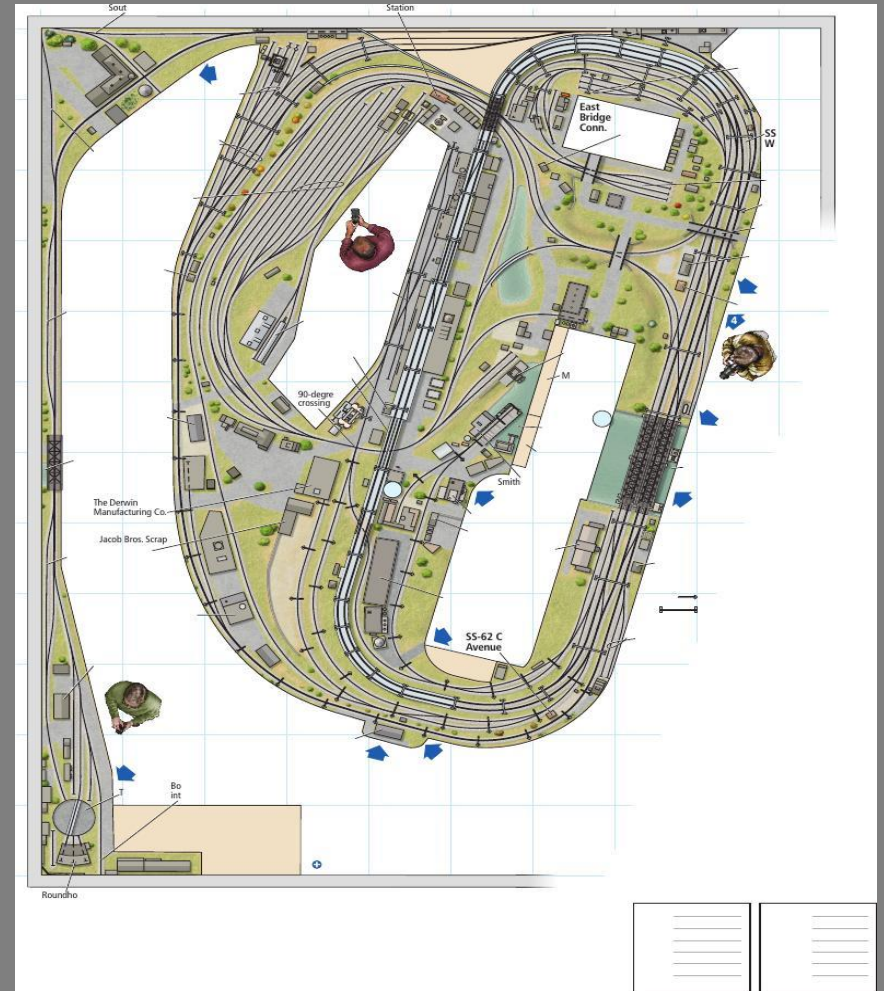 Sout
Station
East
Bridge
Conn.
SS
W
4
M
90-degre
crossing
Smith
The Derwin
Manufacturing Co.
Jacob Bros. Scrap
SS-62 C
Avenue
Bo
int
T
Roundho